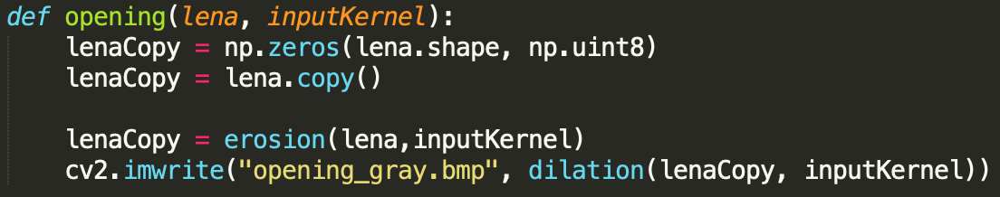 def opening(lena, inputKernel):
    lenaCopy = np.zeros(lena.shape, np.uint8)
    lenaCopy = lena.copy()

    lenaCopy = erosion(lena,inputKernel)
    cv2.imwrite("opening_gray.bmp", dilation(lenaCopy, inputKernel))